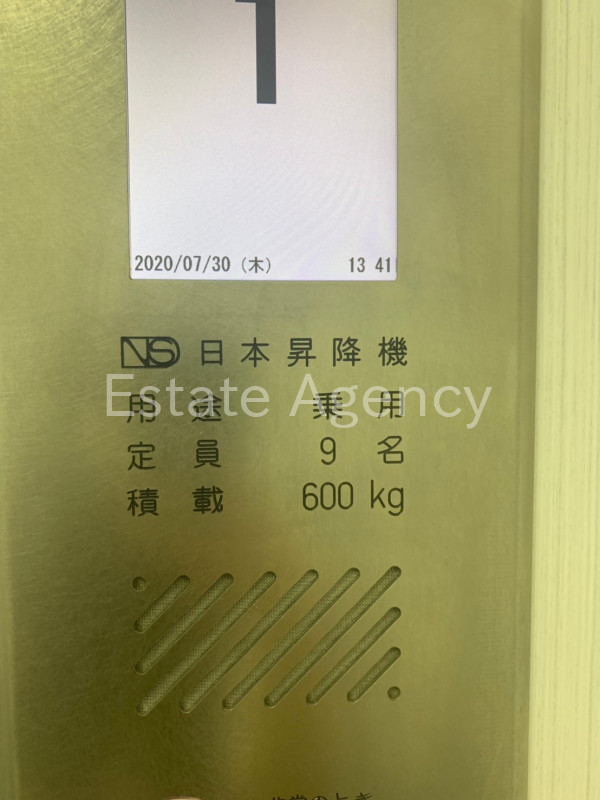 1
2020/07/30 (木) 13 41
NS 日本昇降機
用途 乗用
Estate Agency
定員 9名
積載 600 kg